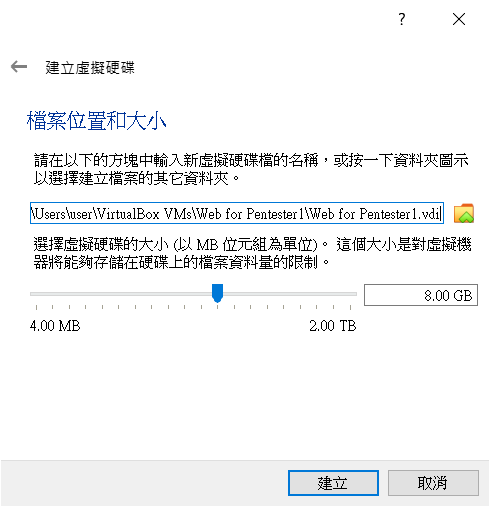 ?
建立虛擬硬碟
檔案位置和大小
請在以下的方塊中輸入新虛擬硬碟檔的名稱，或按一下資料夾圖示
以選擇建立檔案的其它資料夾。
\Users\user\VirtualBox VMs\Web for Pentester1\Web for Pentester1.vdi
選擇虛擬硬碟的大小 (以 MB 位元組為單位)。 這個大小是對虛擬機
器將能夠存儲在硬碟上的檔案資料量的限制。
8.00 GB
4.00 MB 2.00 TB
建立 取消